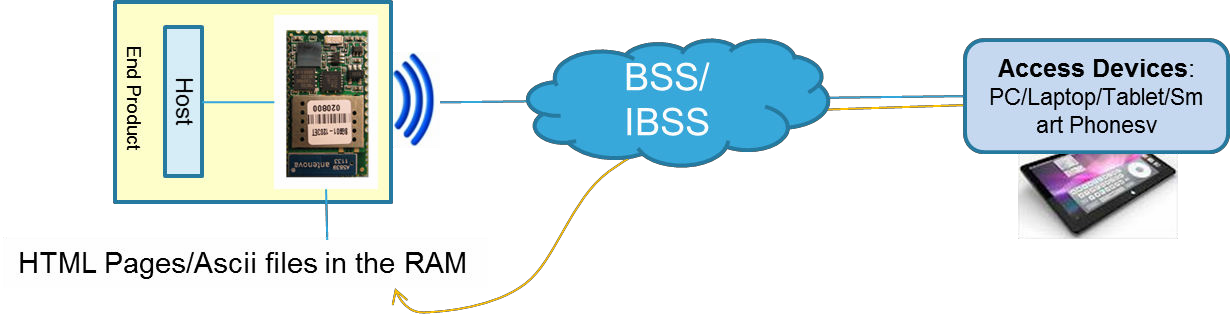 End Product
Host
020800
antenova
BSS/
IBSS
Access Devices:
PC/Laptop/Tablet/Sm
art Phonesv
HTML Pages/Ascii files in the RAM